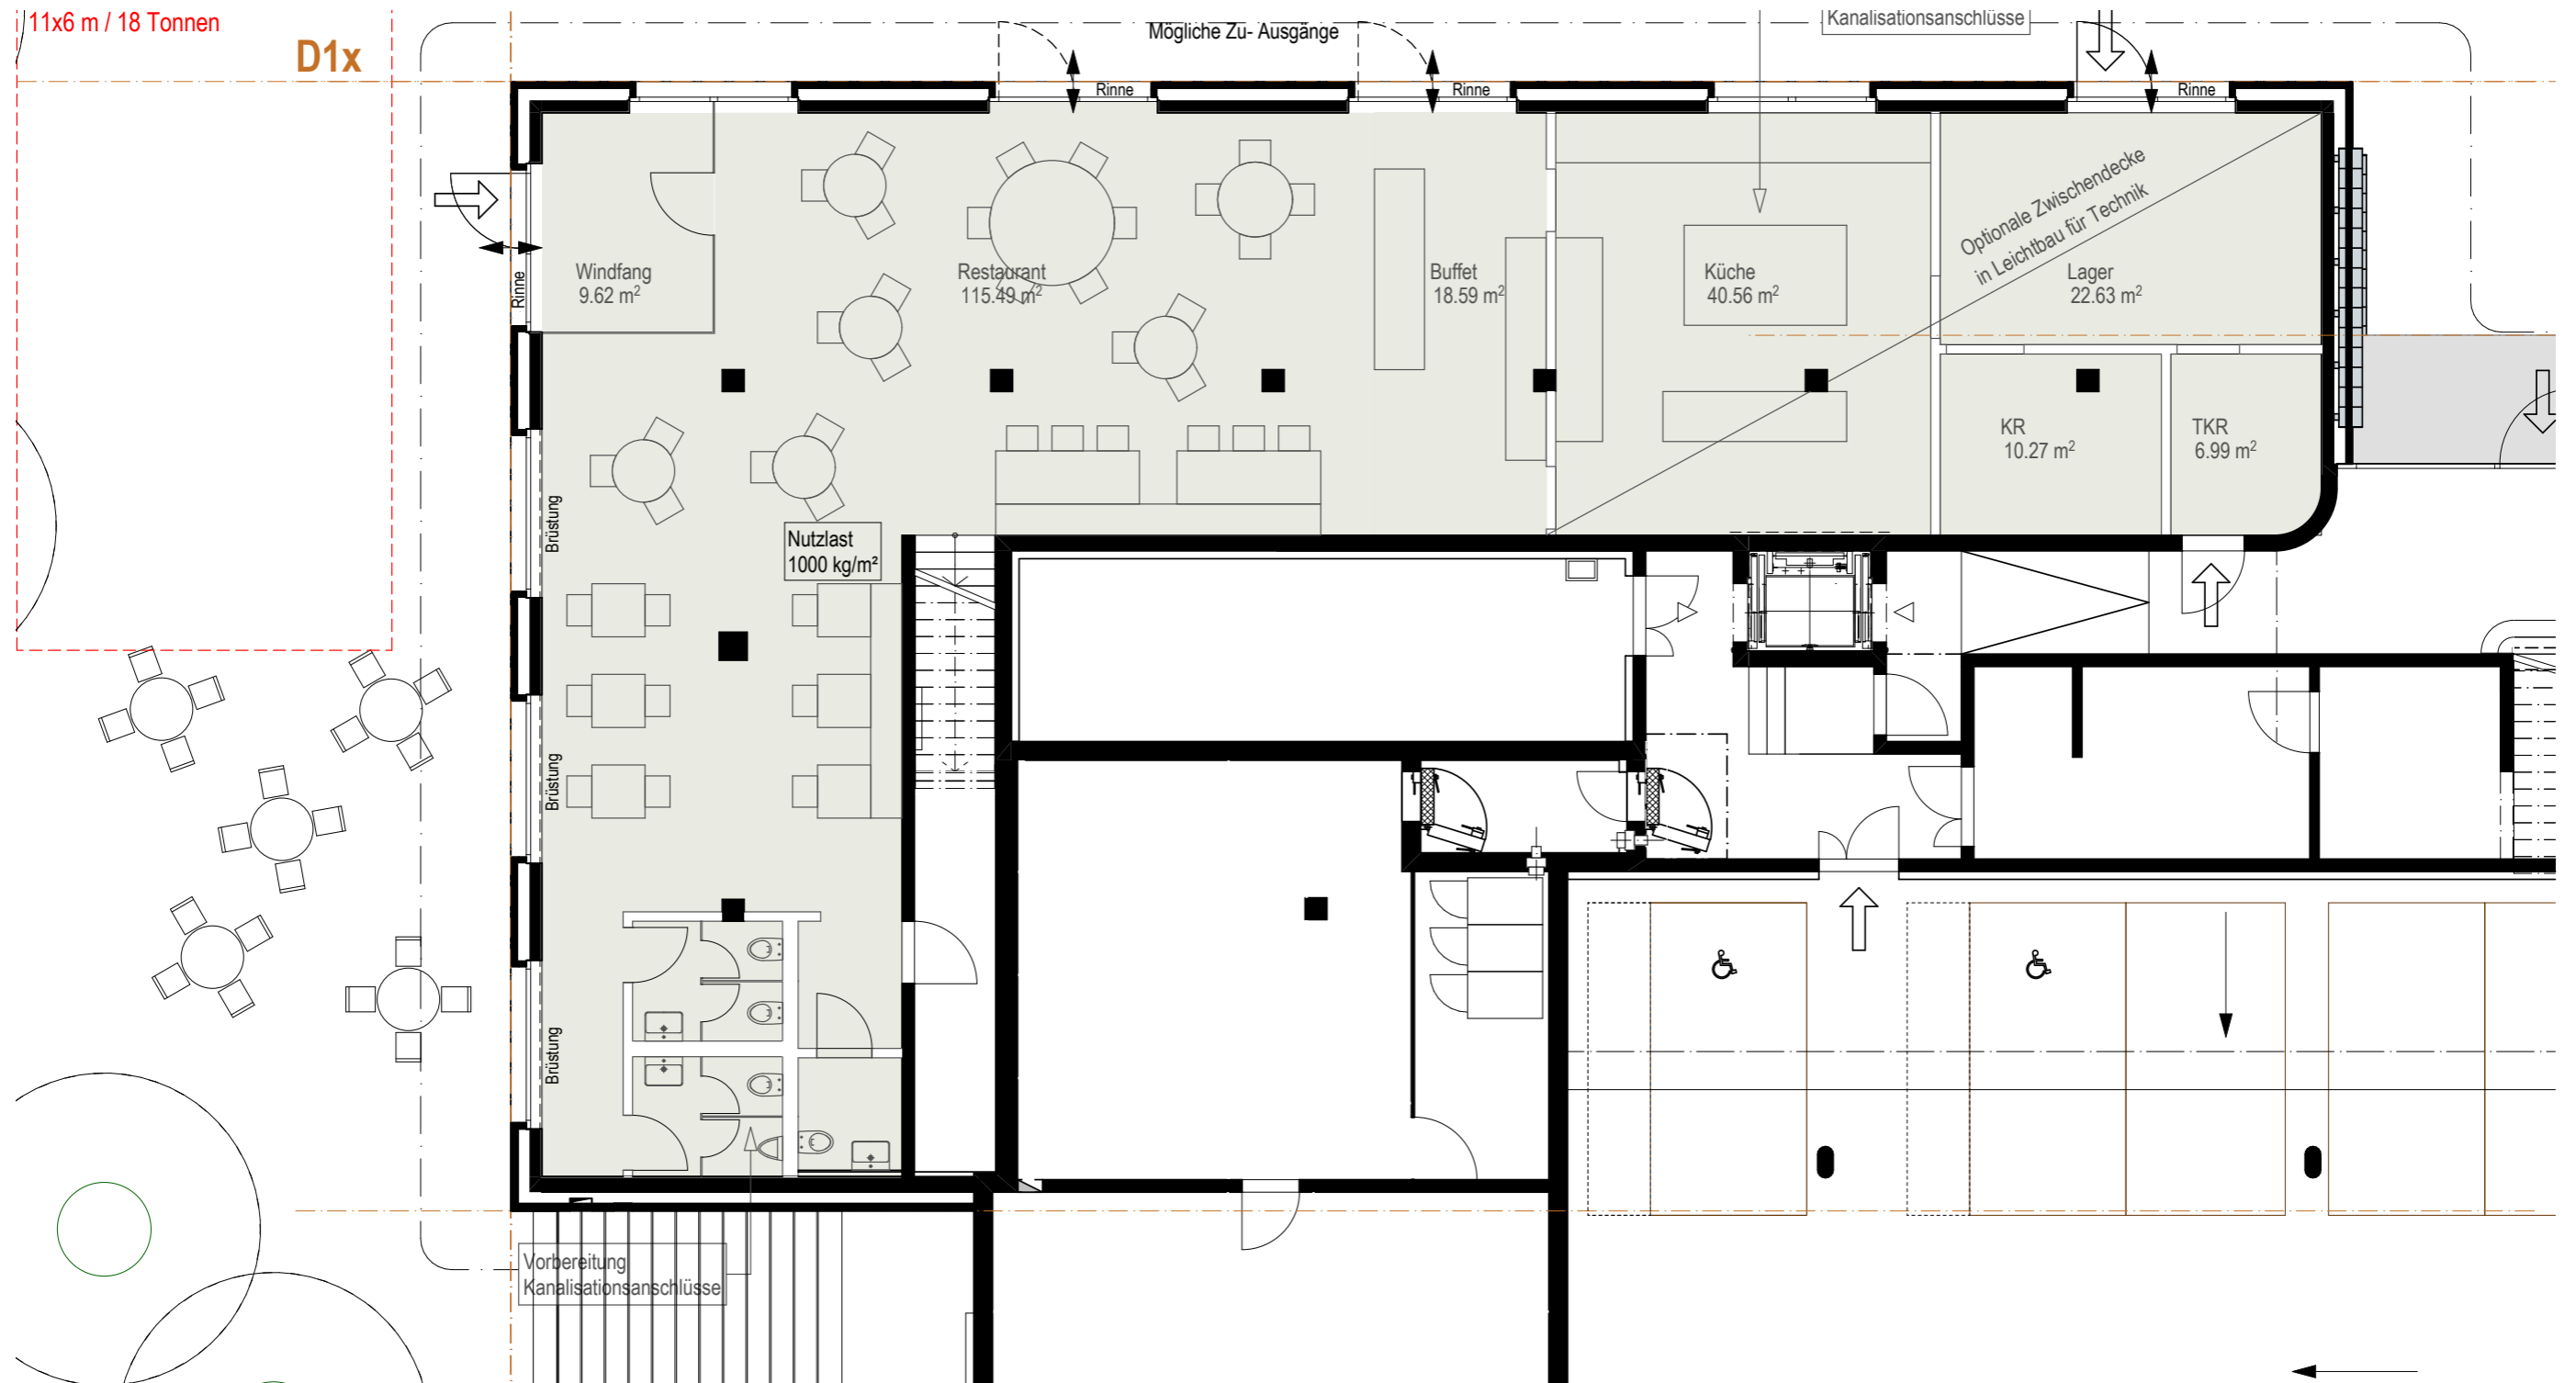 11x6 m / 18 Tonnen
D1x
Mögliche Zu- Ausgänge
Kanalisationsanschlüsse
Rinne
Rinne
Rinne
Rinne
Windfang
9.62 m²
Restaurant
115.49 m²
Buffet
18.59 m²
Küche
40.56 m²
Optionale Zwischendecke
in Leichtbau für Technik
Lager
22.63 m²
KR
10.27 m²
TKR
6.99 m²
Brüstung
Nutzlast
1000 kg/m²
Brüstung
Brüstung
Vorbereitung
Kanalisationsanschlüsse